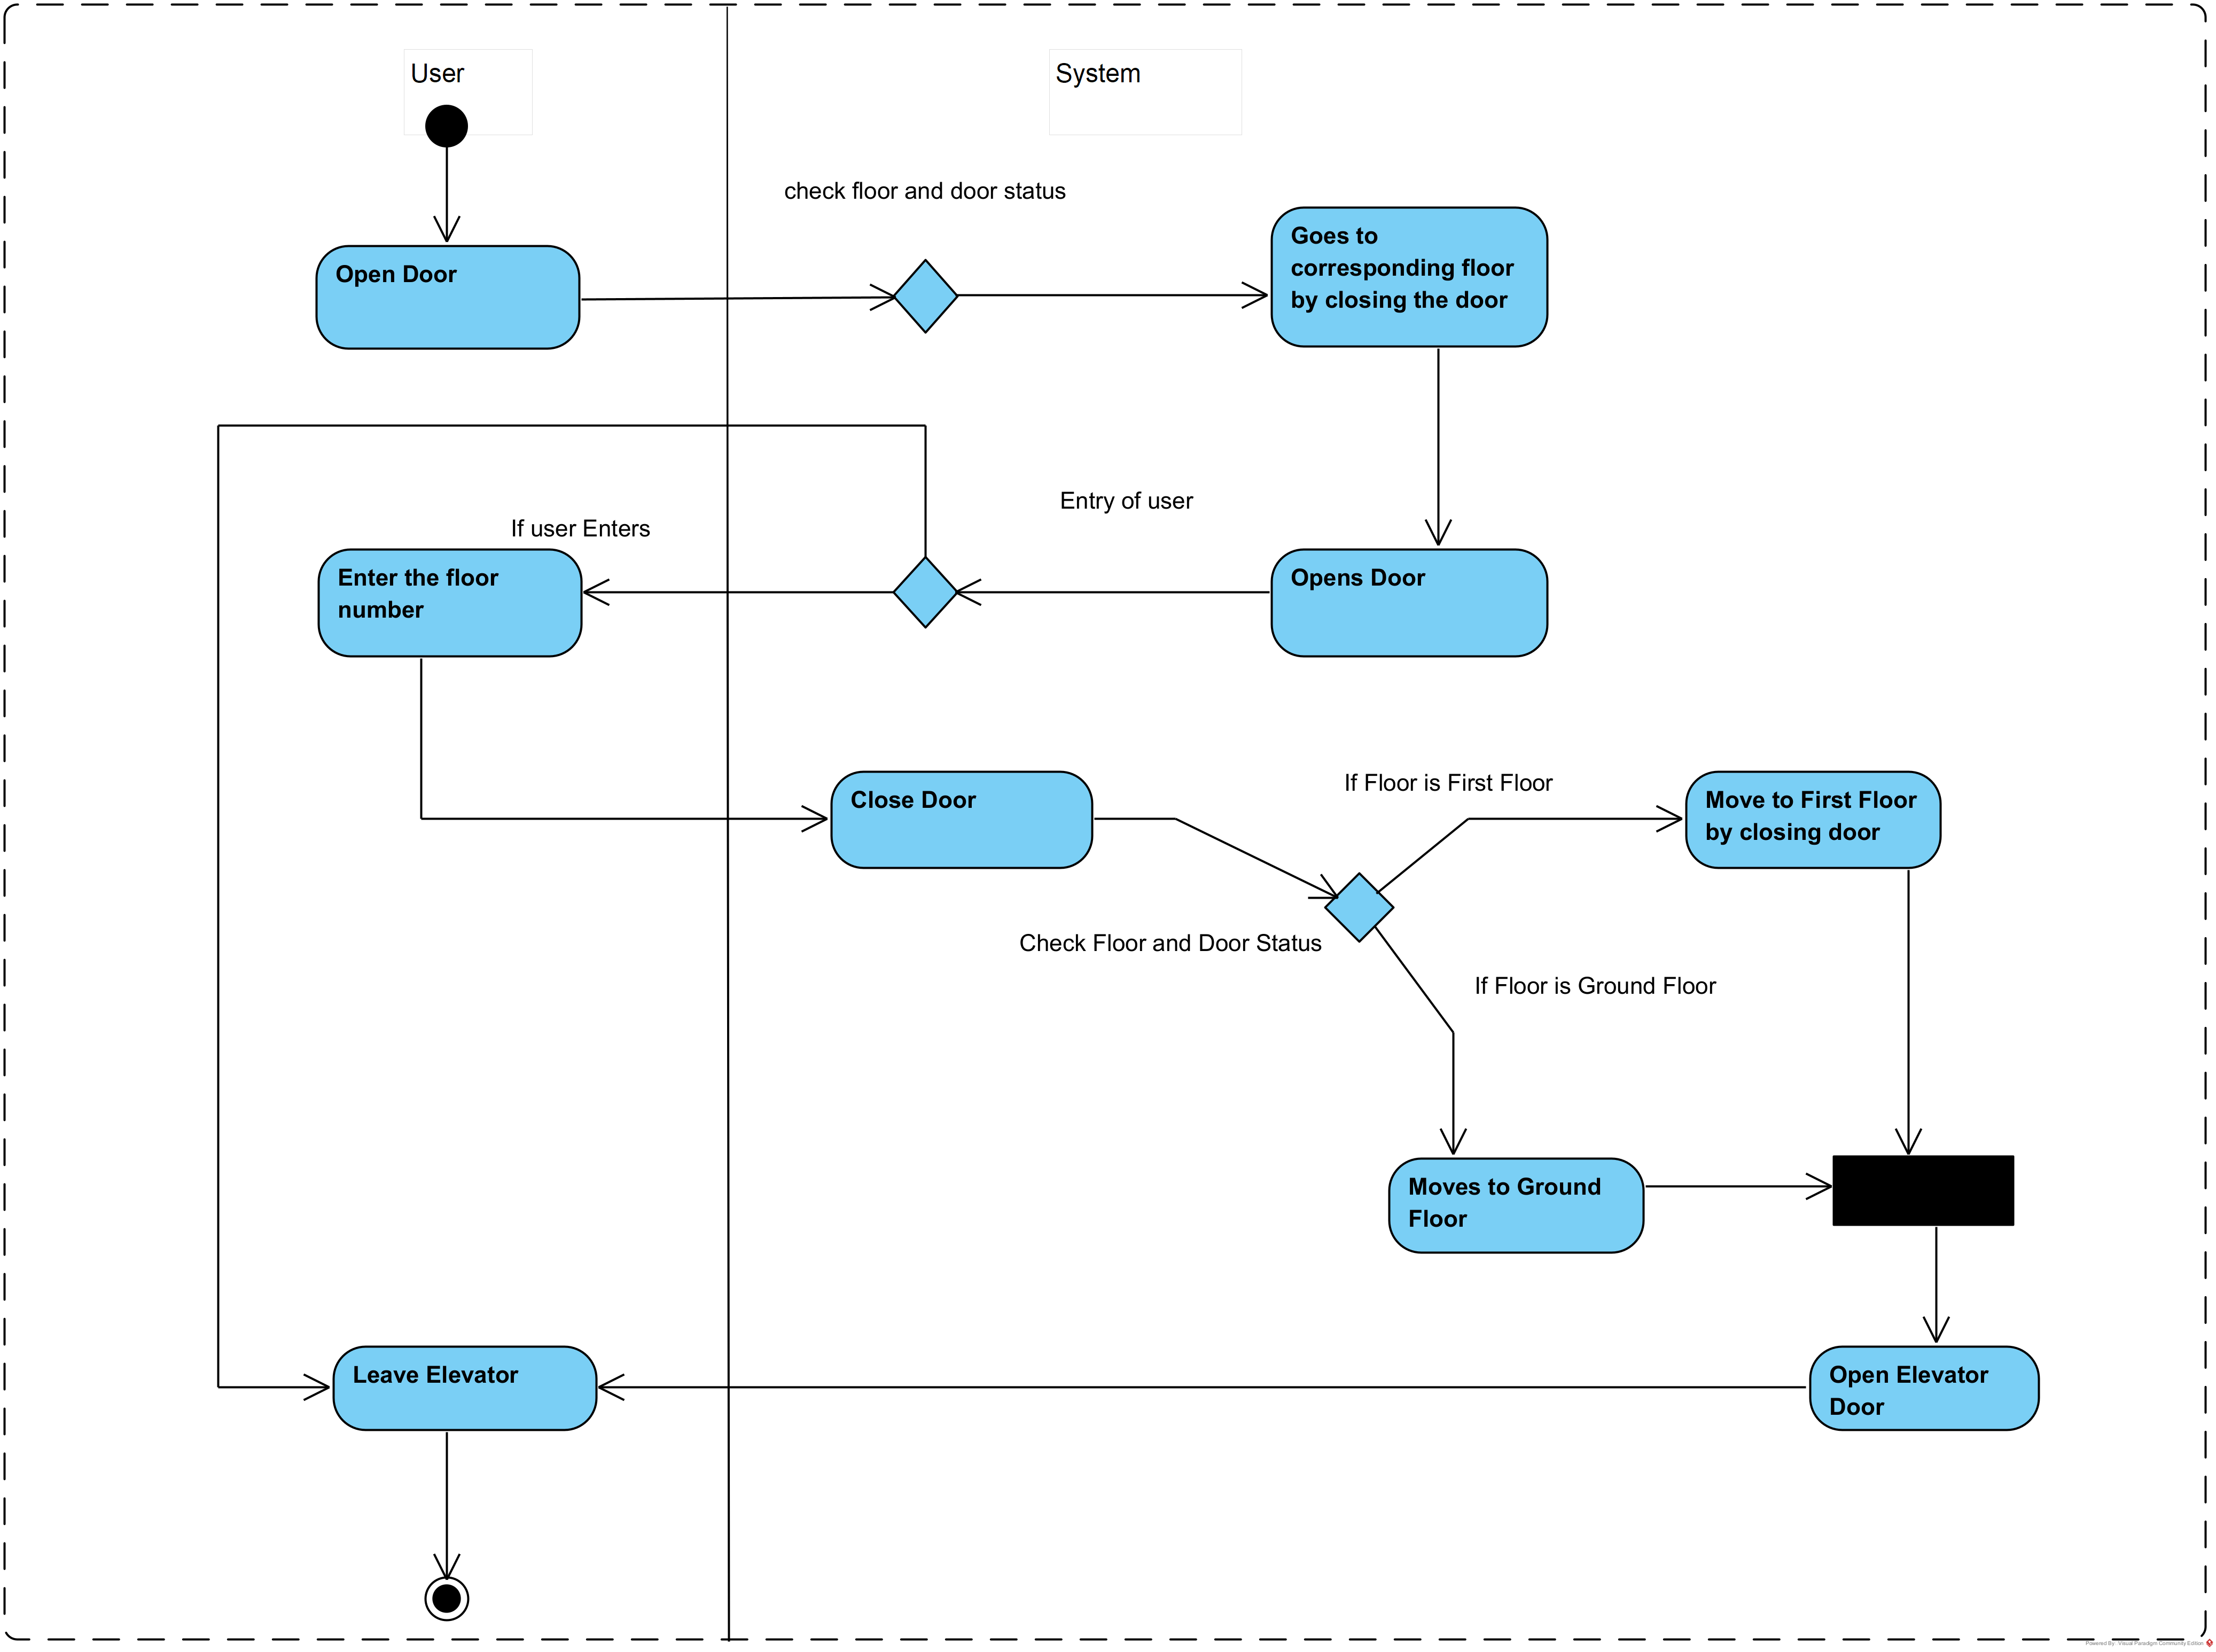 User
System
check floor and door status
Goes to
corresponding floor
by closing the door
Open Door
Entry of user
If user Enters
Enter the floor
number
Opens Door
If Floor is First Floor
Close Door
Move to First Floor
by closing door
Check Floor and Door Status
If Floor is Ground Floor
Moves to Ground
Floor
Leave Elevator
Open Elevator
Door
Powered By Visual Paradigm Community Edition